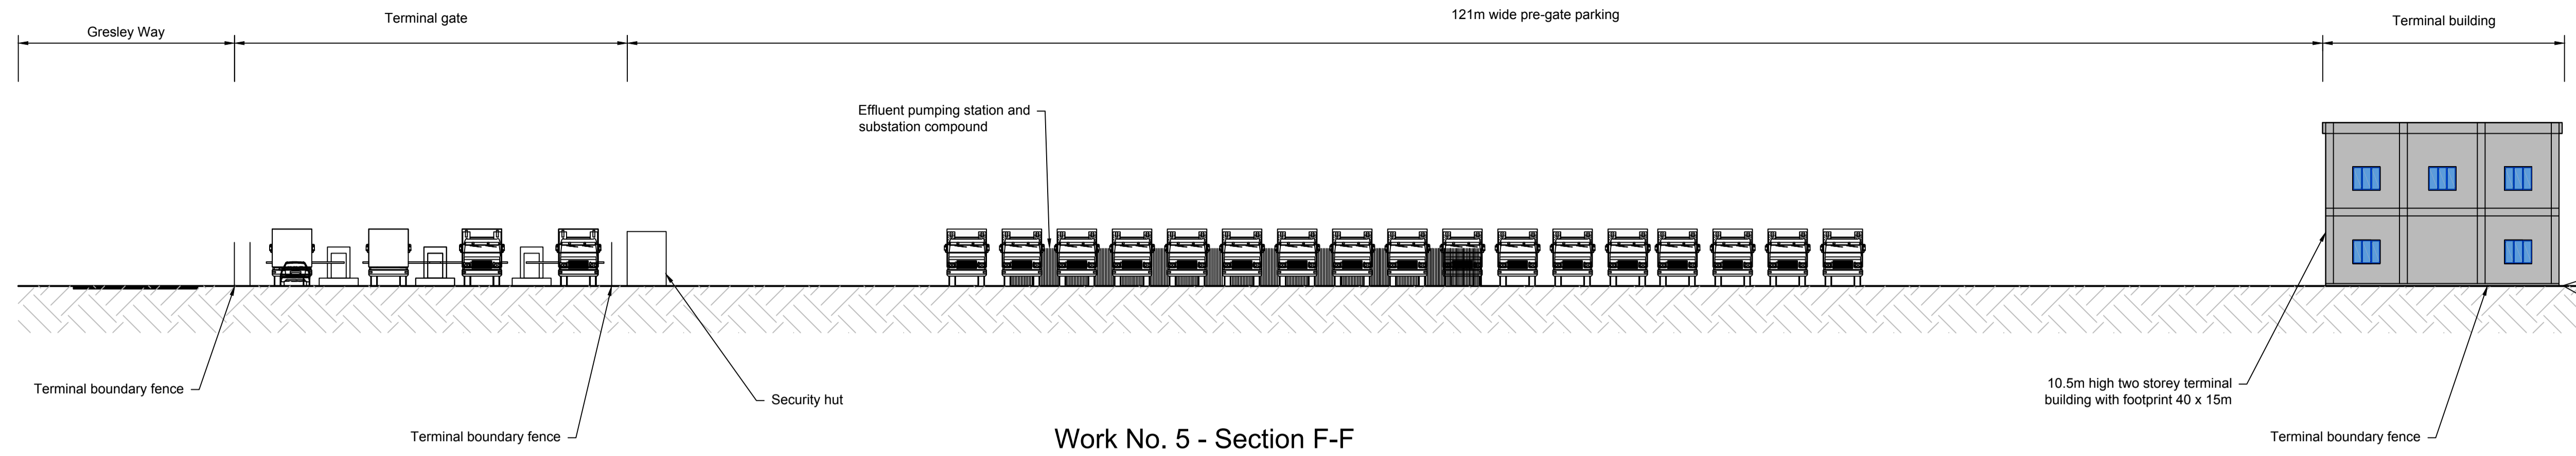 Gresley Way
Terminal gate
121m wide pre-gate parking
Terminal building
Effluent pumping station and
substation compound
Terminal boundary fence
Terminal boundary fence
Security hut
10.5m high two storey terminal
building with footprint 40 x 15m
Terminal boundary fence
Work No. 5 - Section F-F